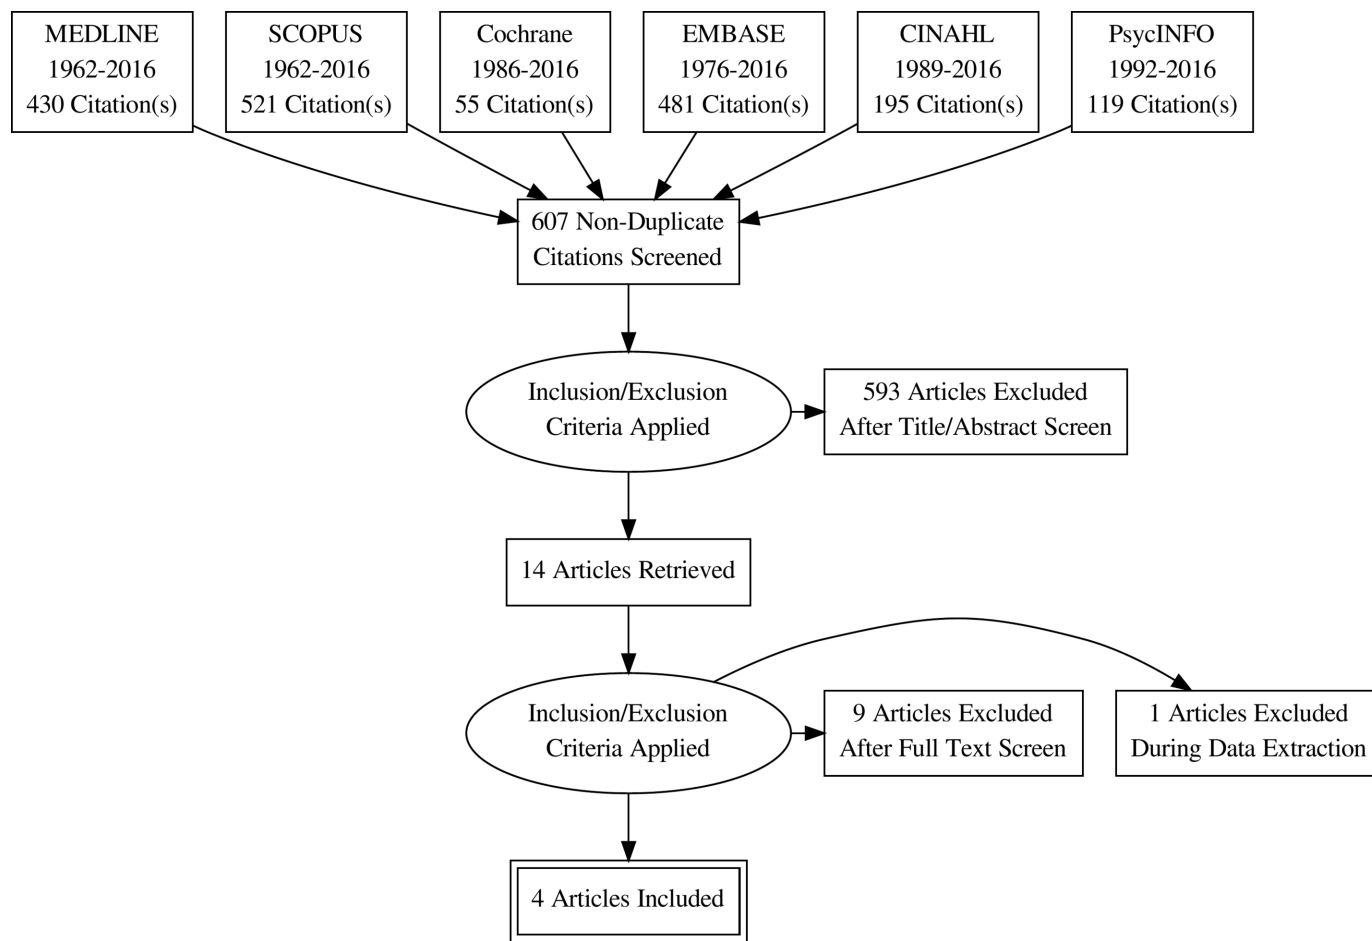 MEDLINE
1962-2016
430 Citation(s)
SCOPUS
1962-2016
521 Citation(s)
Cochrane
1986-2016
55 Citation(s)
EMBASE
1976-2016
481 Citation(s)
CINAHL
1989-2016
195 Citation(s)
PsycINFO
1992-2016
119 Citation(s)
607 Non-Duplicate
Citations Screened
Inclusion/Exclusion
Criteria Applied
593 Articles Excluded
After Title/Abstract Screen
14 Articles Retrieved
Inclusion/Exclusion
Criteria Applied
9 Articles Excluded
After Full Text Screen
1 Articles Excluded
During Data Extraction
4 Articles Included